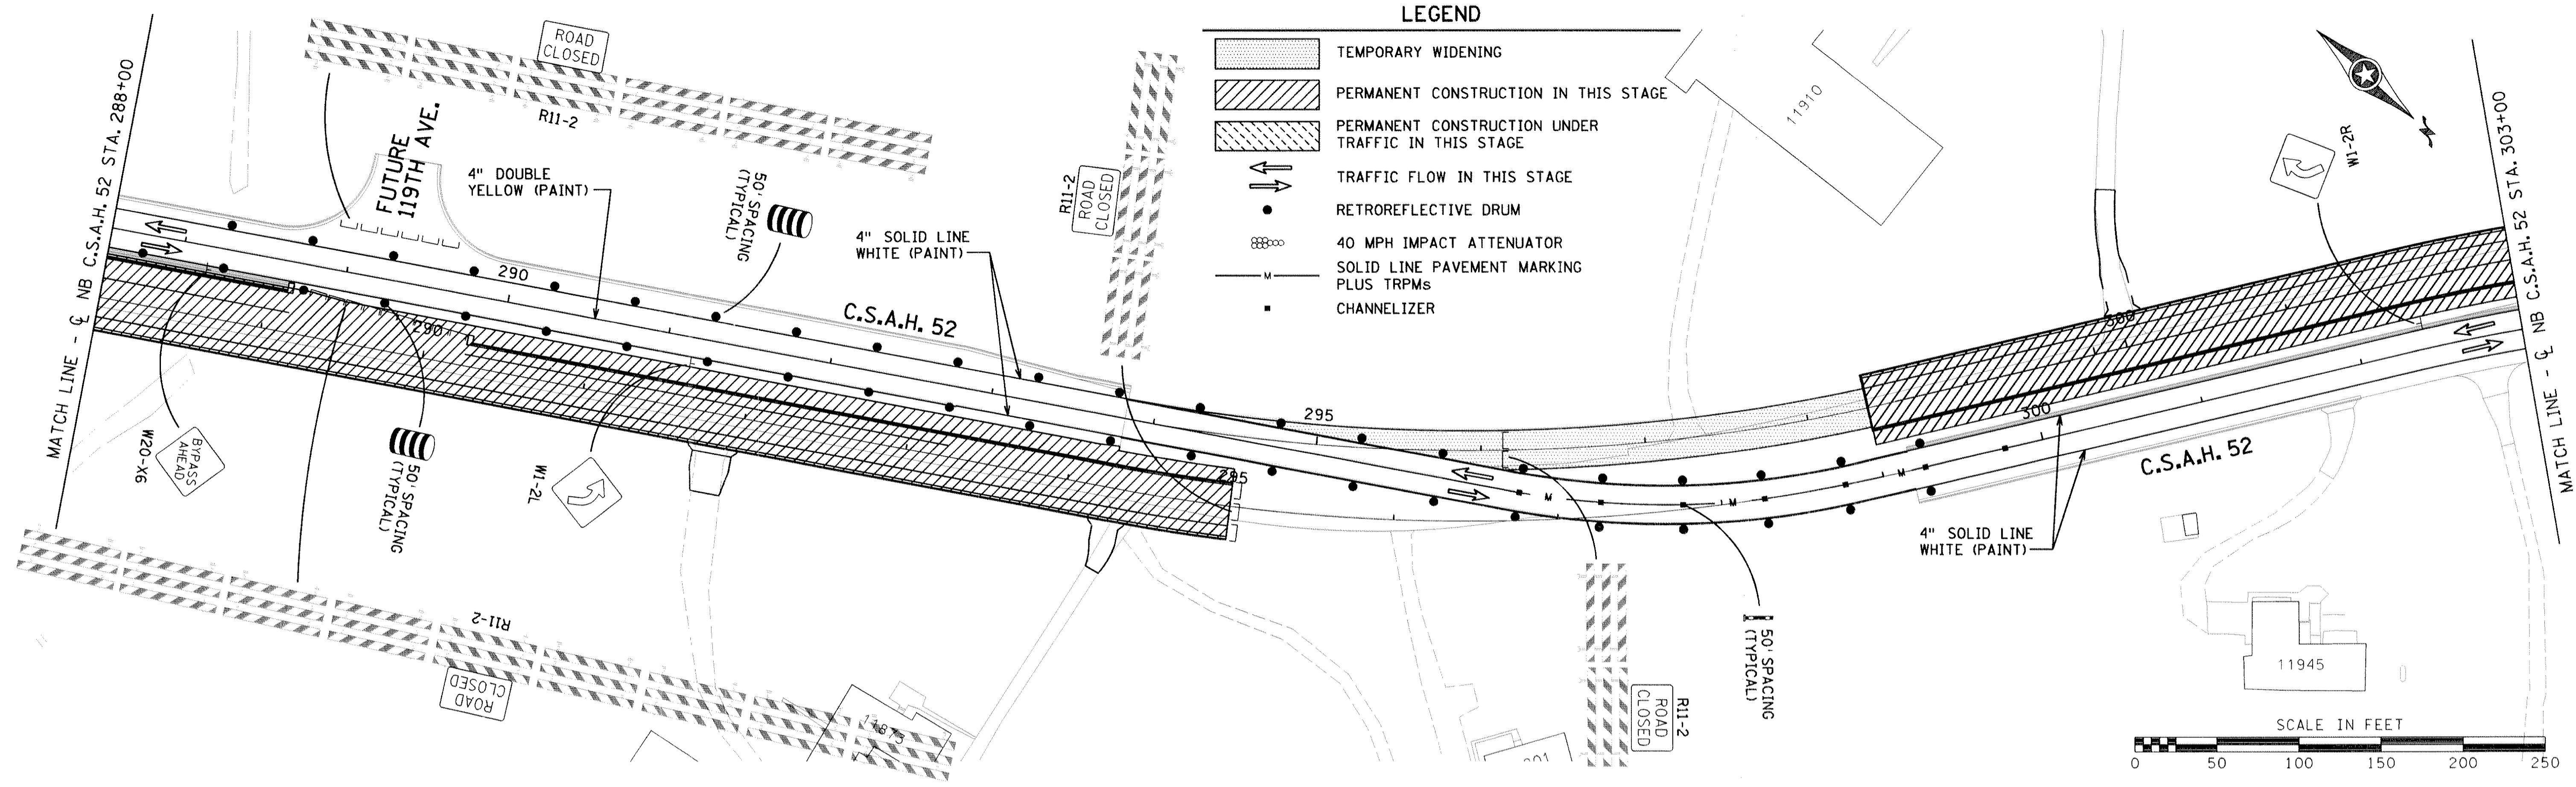 LEGEND
TEMPORARY WIDENING
PERMANENT CONSTRUCTION IN THIS STAGE
PERMANENT CONSTRUCTION UNDER
TRAFFIC IN THIS STAGE
TRAFFIC FLOW IN THIS STAGE
RETROREFLECTIVE DRUM
40 MPH IMPACT ATTENUATOR
M
SOLID LINE PAVEMENT MARKING
PLUS TRPMs
CHANNELIZER
MATCH LINE - ℄ NB C.S.A.H. 52 STA. 288+00
ROAD
CLOSED
R11-2
FUTURE
119TH AVE.
4" DOUBLE
YELLOW (PAINT)
50' SPACING
(TYPICAL)
4" SOLID LINE
WHITE (PAINT)
R11-2
ROAD
CLOSED
11910
W1-2R
MATCH LINE - ℄ NB C.S.A.H. 52 STA. 303+00
290
C.S.A.H. 52
290
295
295
300
300
M
M
M
W20-X6
BYPASS
AHEAD
50' SPACING
(TYPICAL)
W1-2L
R11-2
ROAD
CLOSED
11873
R11-2
ROAD
CLOSED
50' SPACING
(TYPICAL)
4" SOLID LINE
WHITE (PAINT)
C.S.A.H. 52
11945
SCALE IN FEET
0 50 100 150 200 250
N